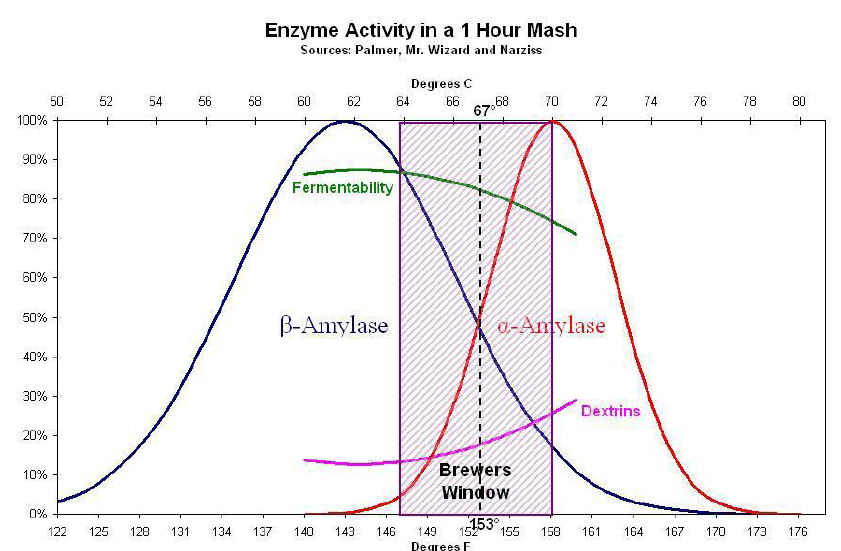 Enzyme Activity in a 1 Hour Mash
Sources: Palmer, Mr. Wizard and Narziss
Degrees C
50 52 54 56 58 60 62 64 66 68 70 72 74 76 78 80
67°
100%
90%
80%
70%
60%
50%
40%
30%
20%
10%
0%
Fermentability
β-Amylase
α-Amylase
Dextrins
Brewers
Window
153°
122 125 128 131 134 137 140 143 146 149 152 155 158 161 164 167 170 173 176
Degrees F